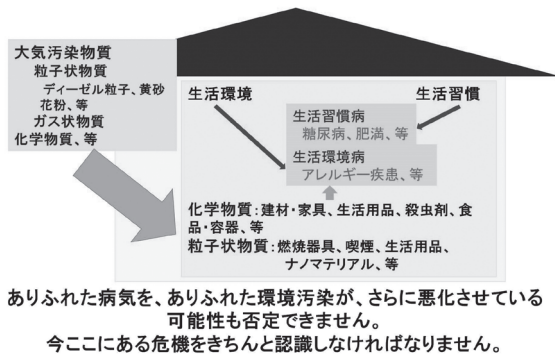 大気汚染物質
粒子状物質
ディーゼル粒子、黄砂
花粉、等
ガス状物質
化学物質、等
生活環境
生活習慣
生活習慣病
糖尿病、肥満、等
生活環境病
アレルギー疾患、等
化学物質:建材・家具、生活用品、殺虫剤、食
品・容器、等
粒子状物質:燃焼器具、喫煙、生活用品、
ナノマテリアル、等
ありふれた病気を、ありふれた環境汚染が、さらに悪化させている
可能性も否定できません。
今ここにある危機をきちんと認識しなければなりません。